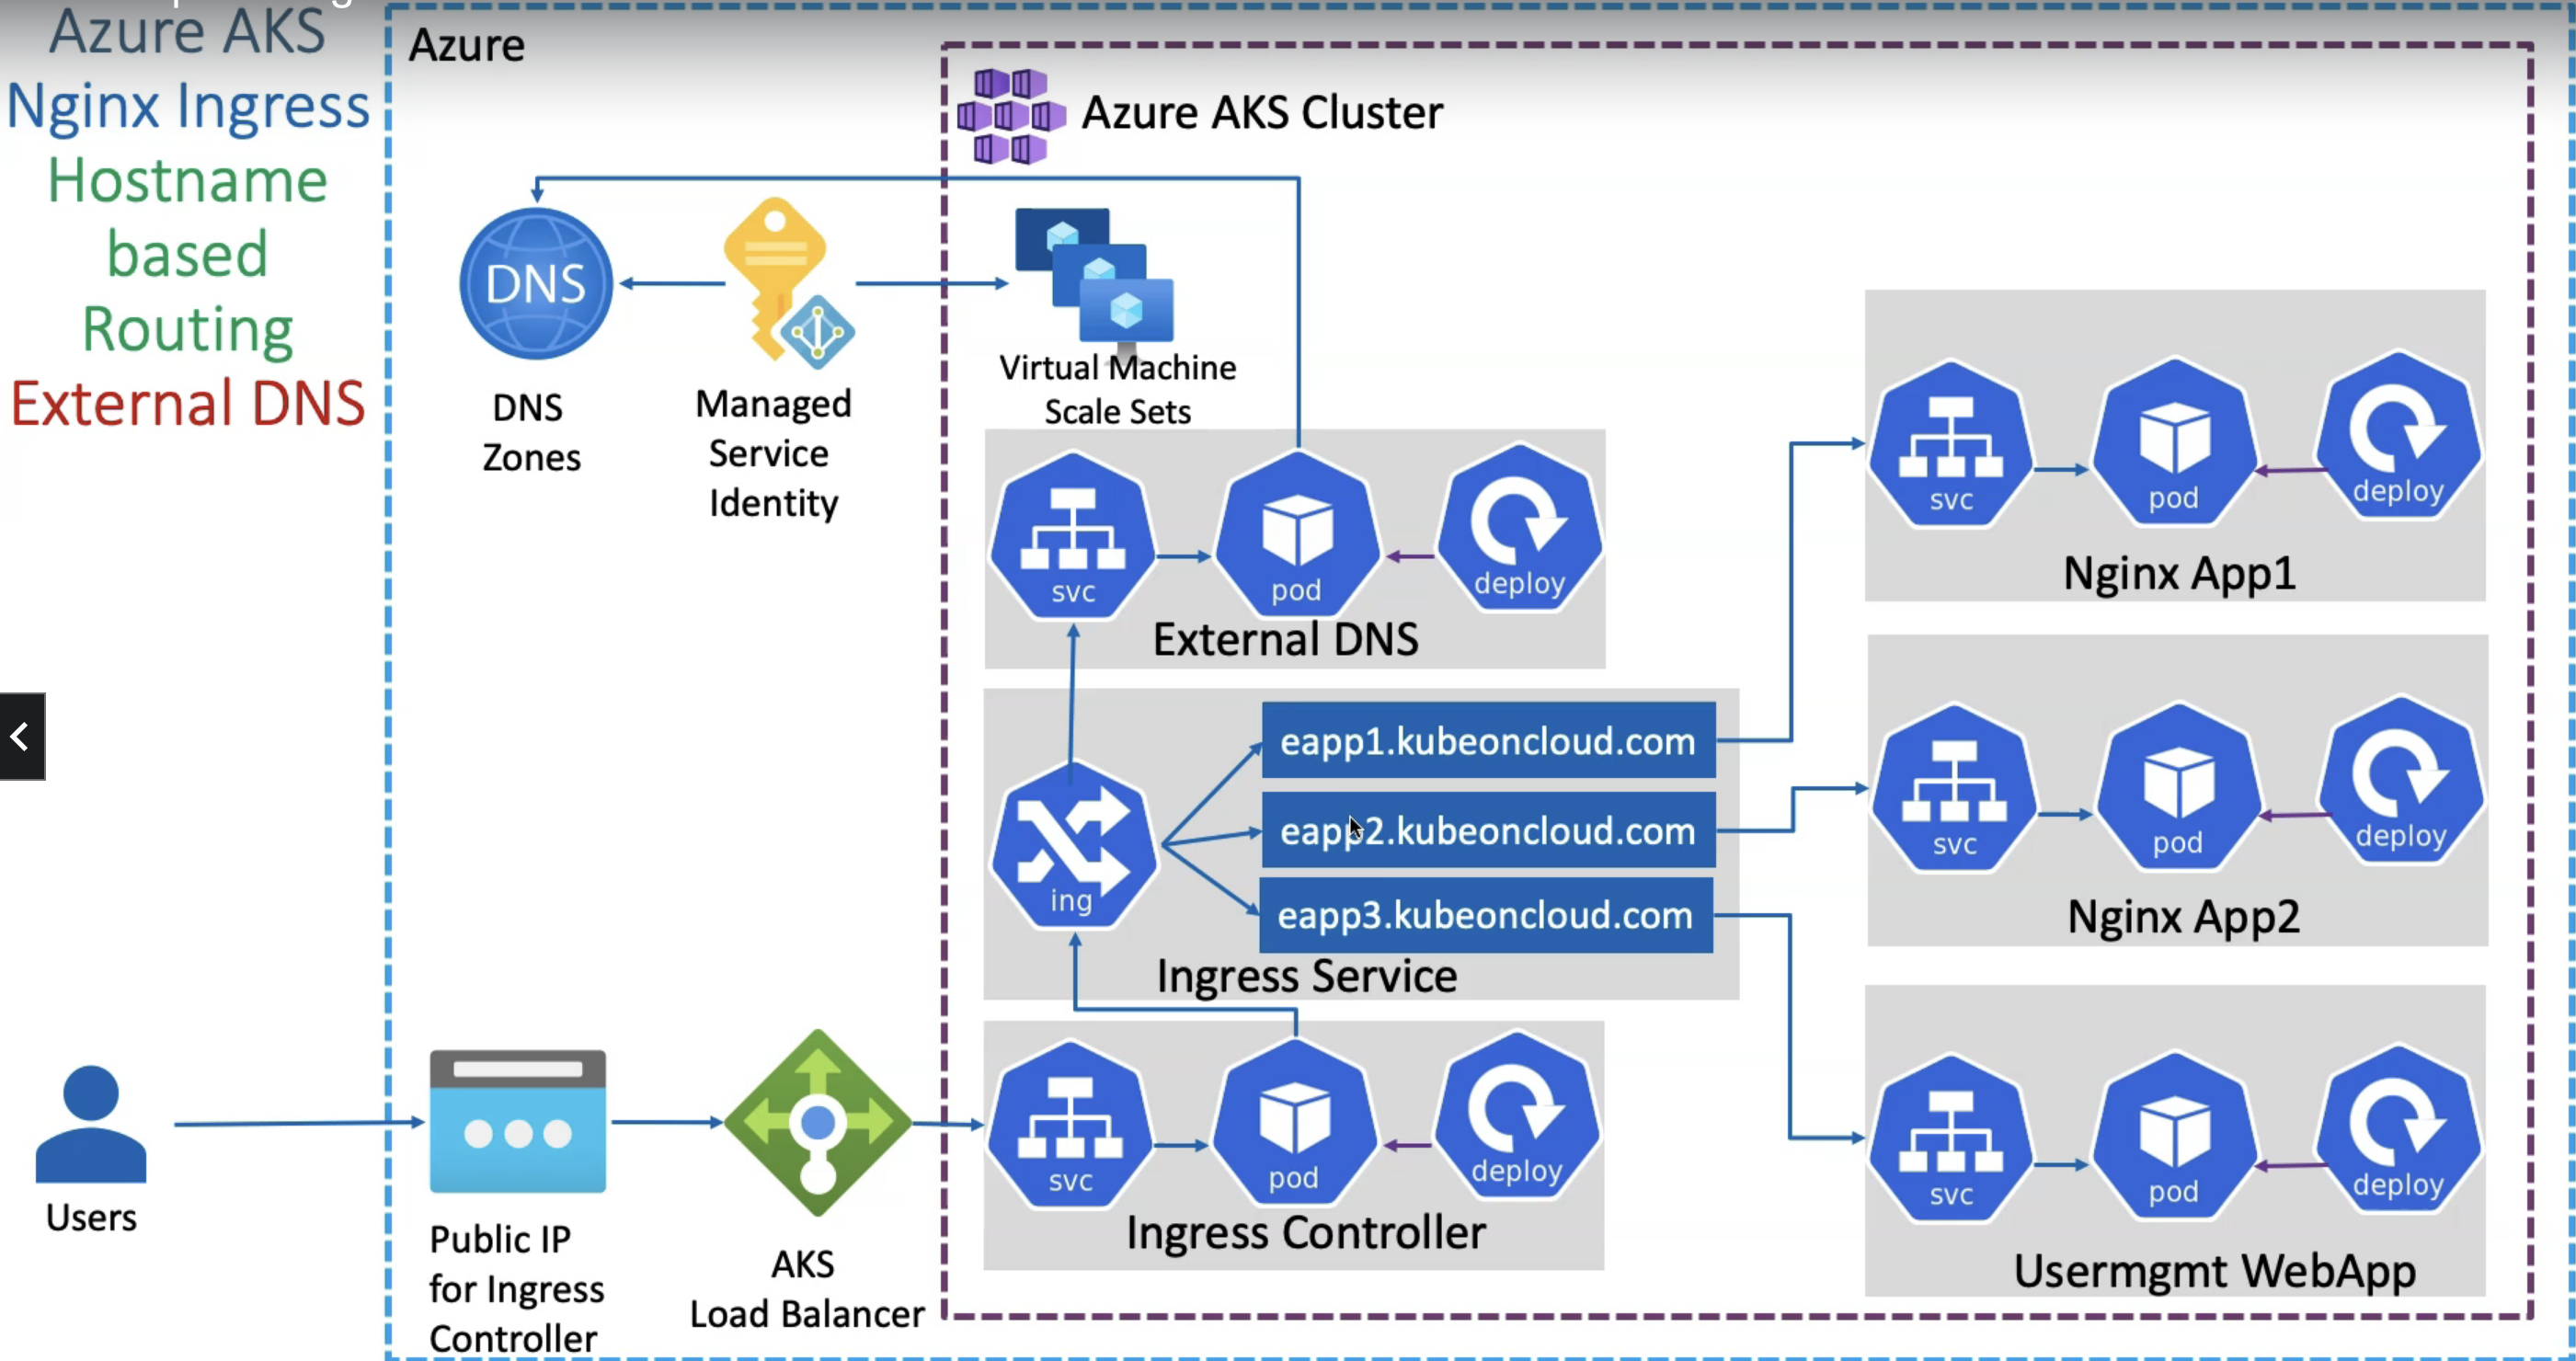 Azure AKS
Nginx Ingress
Hostname
based
Routing
External DNS
Azure
Azure AKS Cluster
DNS
DNS
Zones
Managed
Service
Identity
Virtual Machine
Scale Sets
svc
pod
deploy
External DNS
ing
eapp1.kubeoncloud.com
eapp2.kubeoncloud.com
eapp3.kubeoncloud.com
Ingress Service
svc
pod
deploy
Ingress Controller
svc
pod
deploy
Nginx App1
svc
pod
deploy
Nginx App2
svc
pod
deploy
Usermgmt WebApp
Users
Public IP
for Ingress
Controller
AKS
Load Balancer